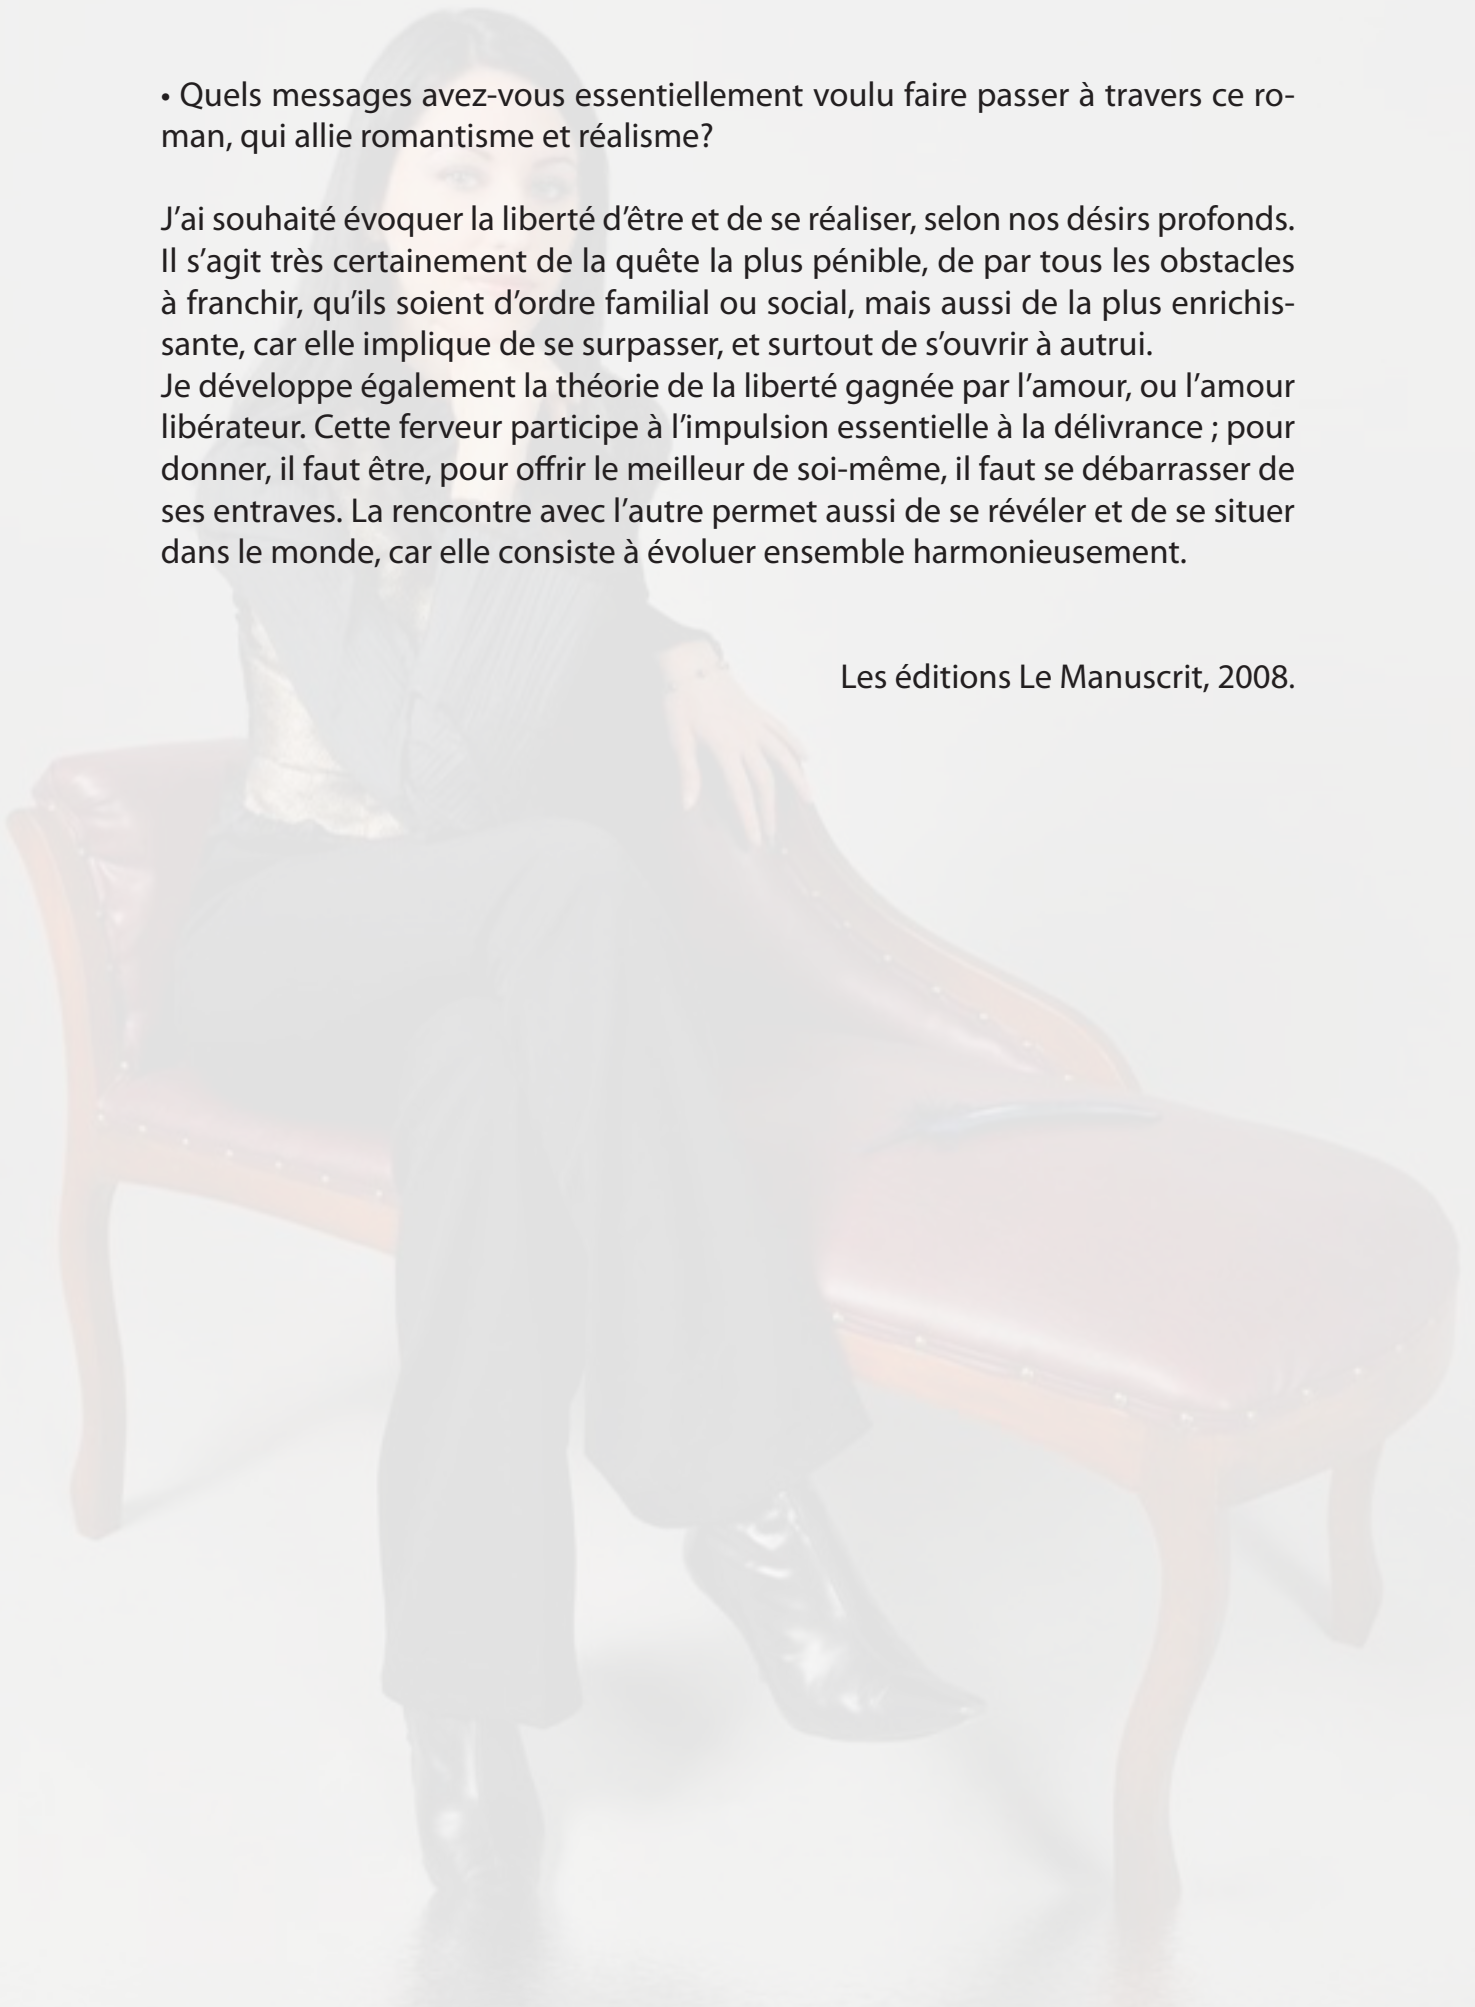 • Quels messages avez-vous essentiellement voulu faire passer à travers ce ro-
man, qui allie romantisme et réalisme?
J’ai souhaité évoquer la liberté d’être et de se réaliser, selon nos désirs profonds.
Il s’agit très certainement de la quête la plus pénible, de par tous les obstacles
à franchir, qu’ils soient d’ordre familial ou social, mais aussi de la plus enrichis-
sante, car elle implique de se surpasser, et surtout de s’ouvrir à autrui.
Je développe également la théorie de la liberté gagnée par l’amour, ou l’amour
libérateur. Cette ferveur participe à l’impulsion essentielle à la délivrance ; pour
donner, il faut être, pour offrir le meilleur de soi-même, il faut se débarrasser de
ses entraves. La rencontre avec l’autre permet aussi de se révéler et de se situer
dans le monde, car elle consiste à évoluer ensemble harmonieusement.
Les éditions Le Manuscrit, 2008.